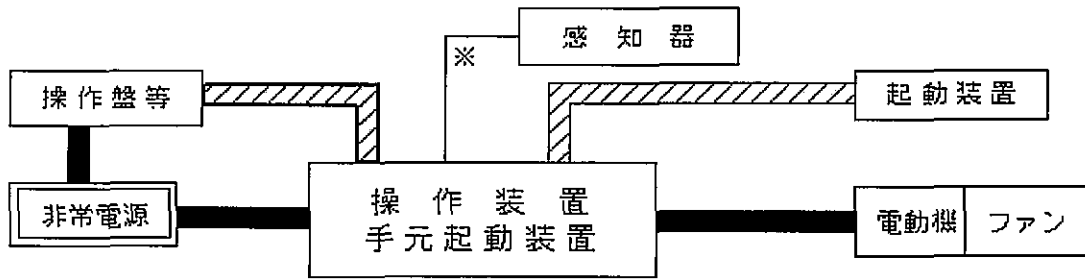 感知器
※
操作盤等
起動装置
非常電源
操作装置
手元起動装置
電動機
ファン